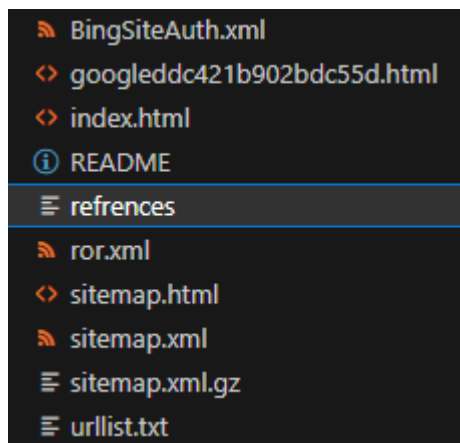 BingSiteAuth.xml
googleddc421b902bdc55d.html
index.html
README
refrences
ror.xml
sitemap.html
sitemap.xml
sitemap.xml.gz
urllist.txt